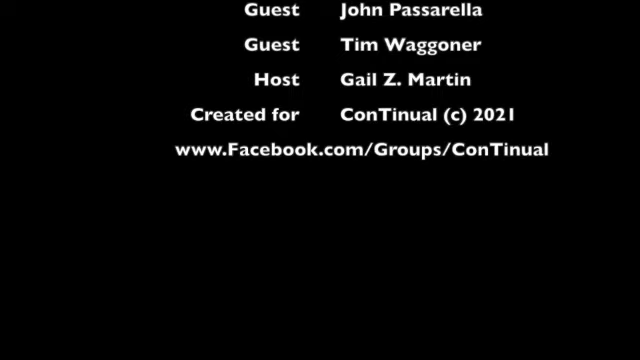 Guest John Passarella
Guest Tim Waggoner
Host Gail Z. Martin
Created for ConTinual (c) 2021
www.Facebook.com/Groups/ConTinual